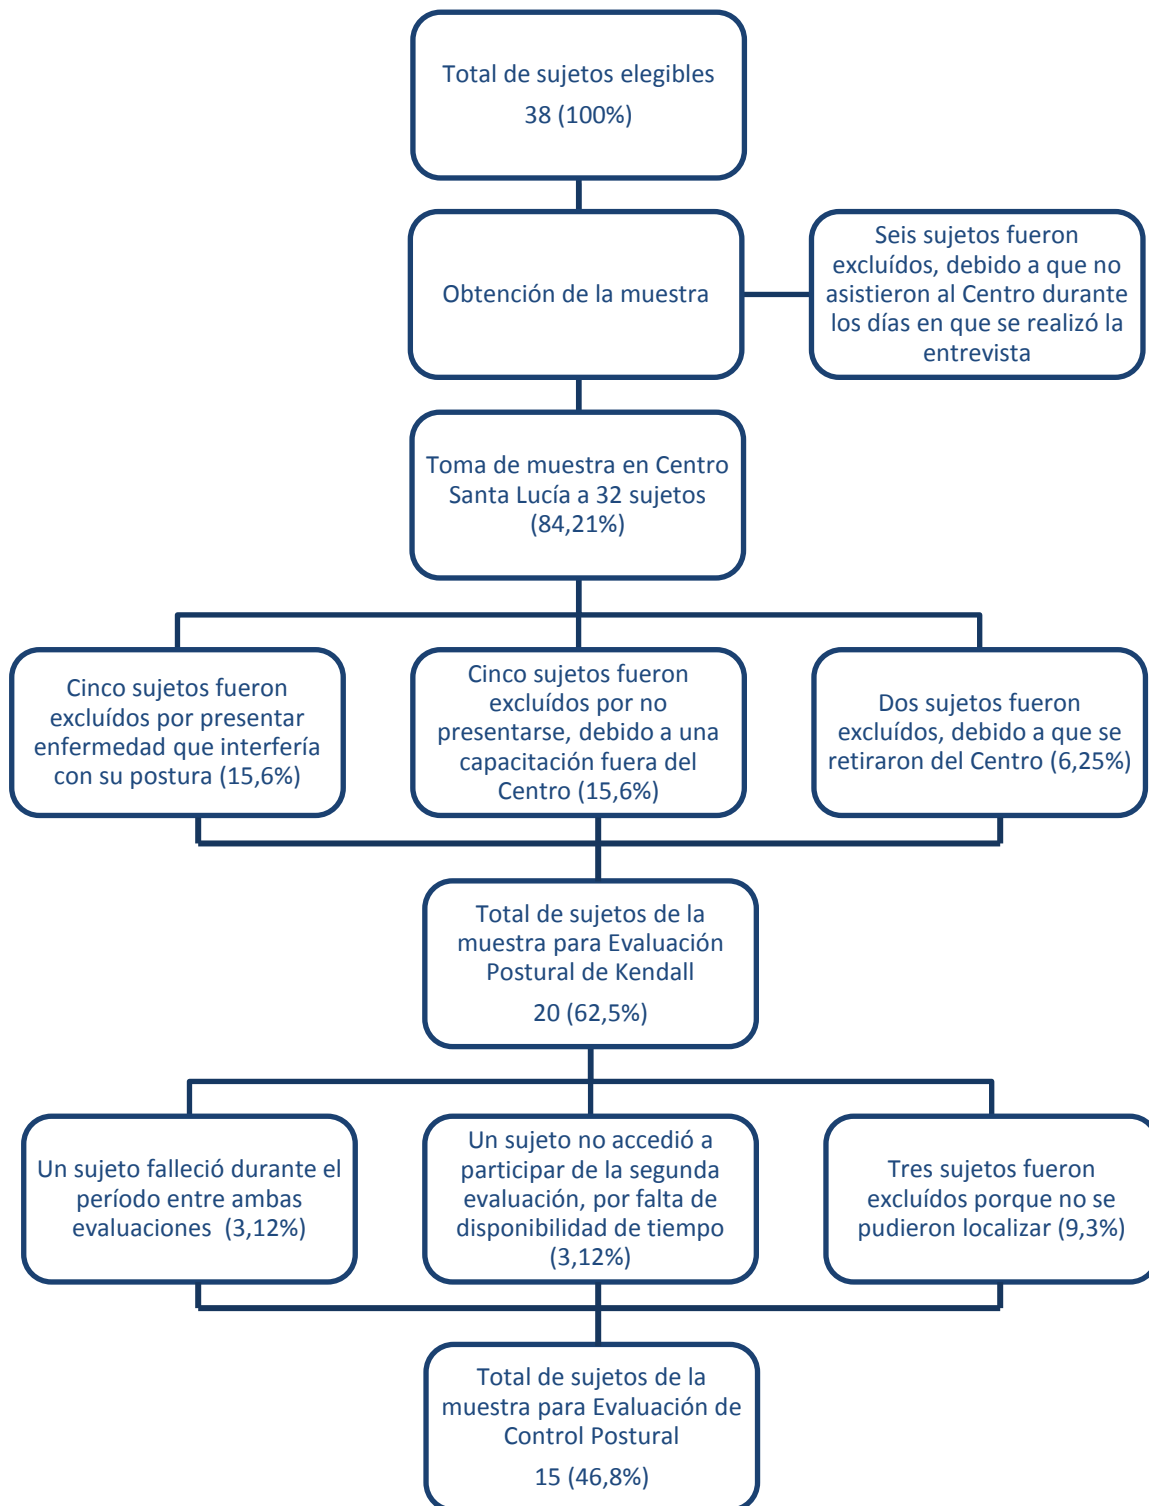 Total de sujetos elegibles
38 (100%)
Obtención de la muestra
Seis sujetos fueron
excluídos, debido a que no
asistieron al Centro durante
los días en que se realizó la
entrevista
Toma de muestra en Centro
Santa Lucía a 32 sujetos
(84,21%)
Cinco sujetos fueron
excluídos por presentar
enfermedad que interfería
con su postura (15,6%)
Cinco sujetos fueron
excluídos por no
presentarse, debido a una
capacitación fuera del
Centro (15,6%)
Dos sujetos fueron
excluídos, debido a que se
retiraron del Centro (6,25%)
Total de sujetos de la
muestra para Evaluación
Postural de Kendall
20 (62,5%)
Un sujeto falleció durante el
período entre ambas
evaluaciones  (3,12%)
Un sujeto no accedió a
participar de la segunda
evaluación, por falta de
disponibilidad de tiempo
(3,12%)
Tres sujetos fueron
excluídos porque no se
pudieron localizar (9,3%)
Total de sujetos de la
muestra para Evaluación de
Control Postural
15 (46,8%)